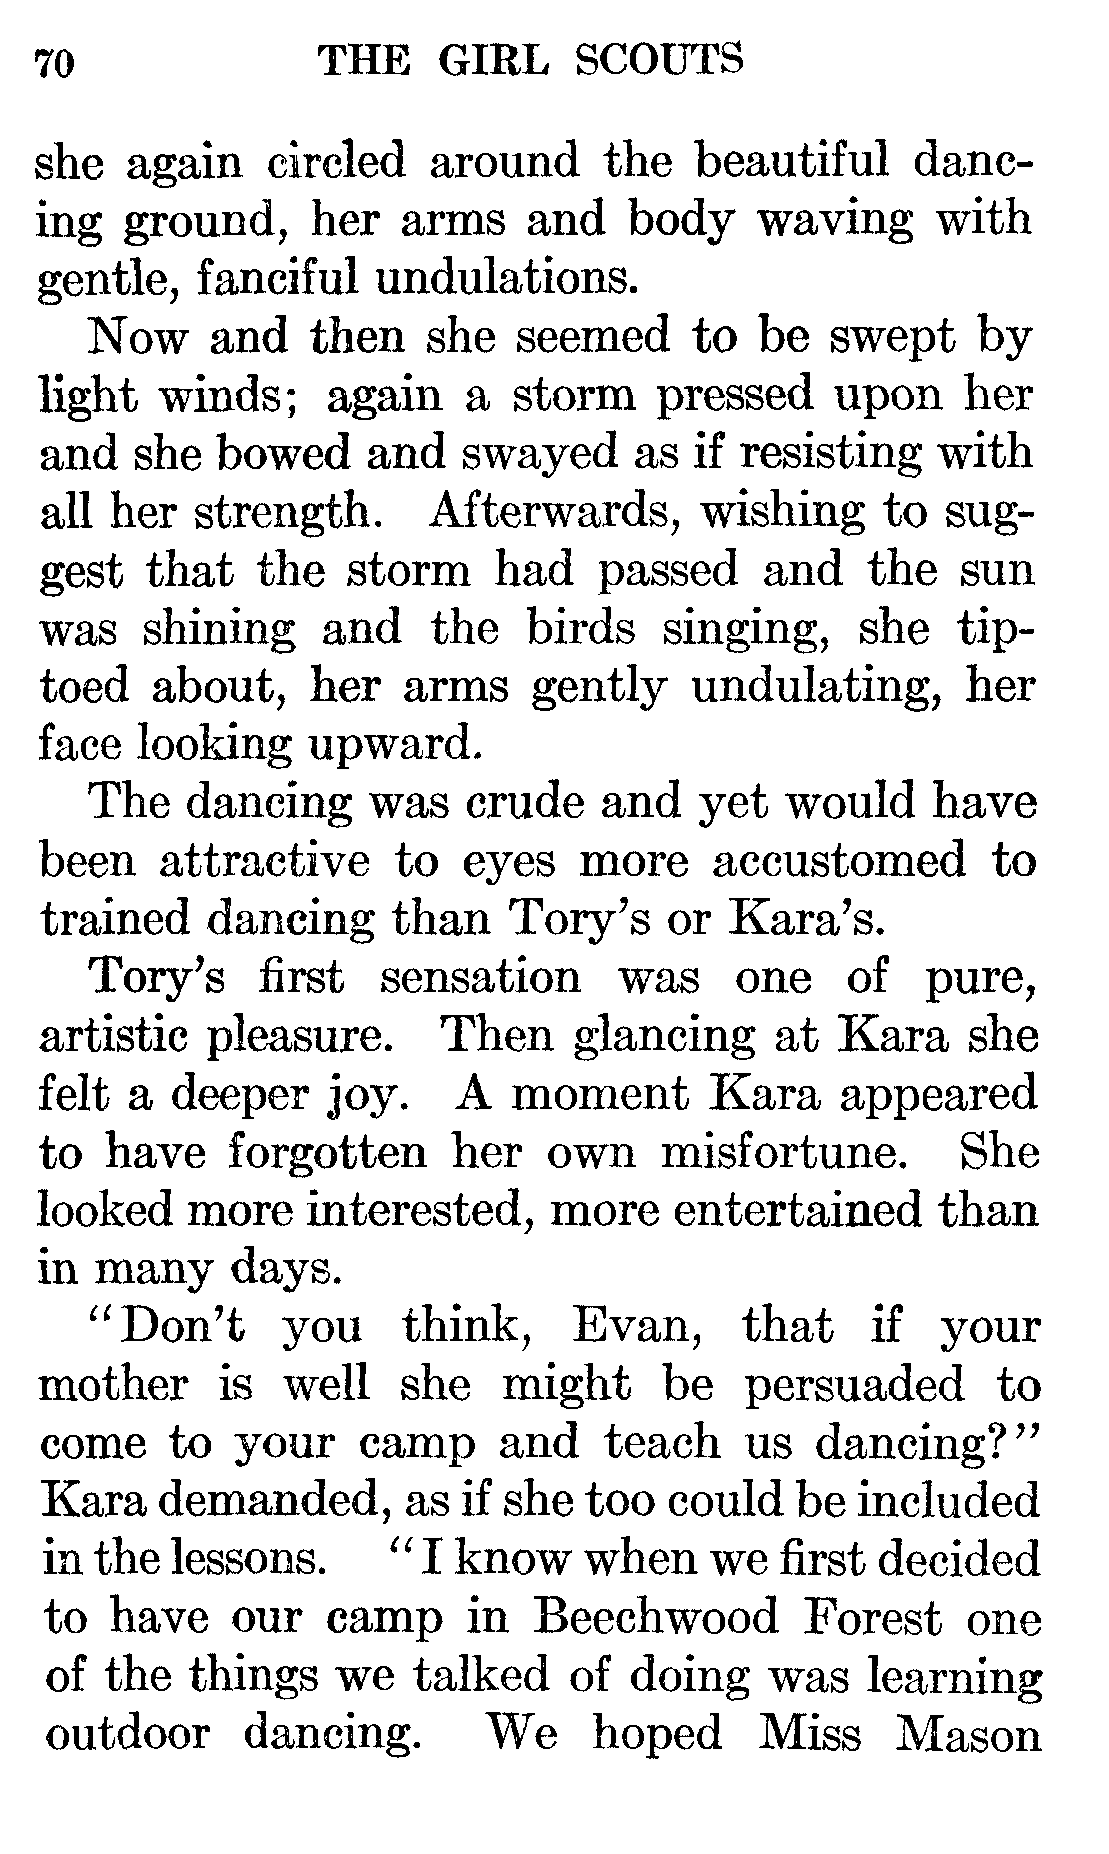 70 THE GIRL SCOUTS
she again circled around the beautiful danc-
ing ground, her arms and body waving with
gentle, fanciful undulations.
Now and then she seemed to be swept by
light winds; again a storm pressed upon her
and she bowed and swayed as if resisting with
all her strength. Afterwards, wishing to sug-
gest that the storm had passed and the sun
was shining and the birds singing, she tip-
toed about, her arms gently undulating, her
face looking upward.
The dancing was crude and yet would have
been attractive to eyes more accustomed to
trained dancing than Tory's or Kara's.
Tory's first sensation was one of pure,
artistic pleasure. Then glancing at Kara she
felt a deeper joy. A moment Kara appeared
to have forgotten her own misfortune. She
looked more interested, more entertained than
in many days.
"Don't you think, Evan, that if your
mother is well she might be persuaded to
come to your camp and teach us dancing?"
Kara demanded, as if she too could be included
in the lessons. "I know when we first decided
to have our camp in Beechwood Forest one
of the things we talked of doing was learning
outdoor dancing. We hoped Miss Mason